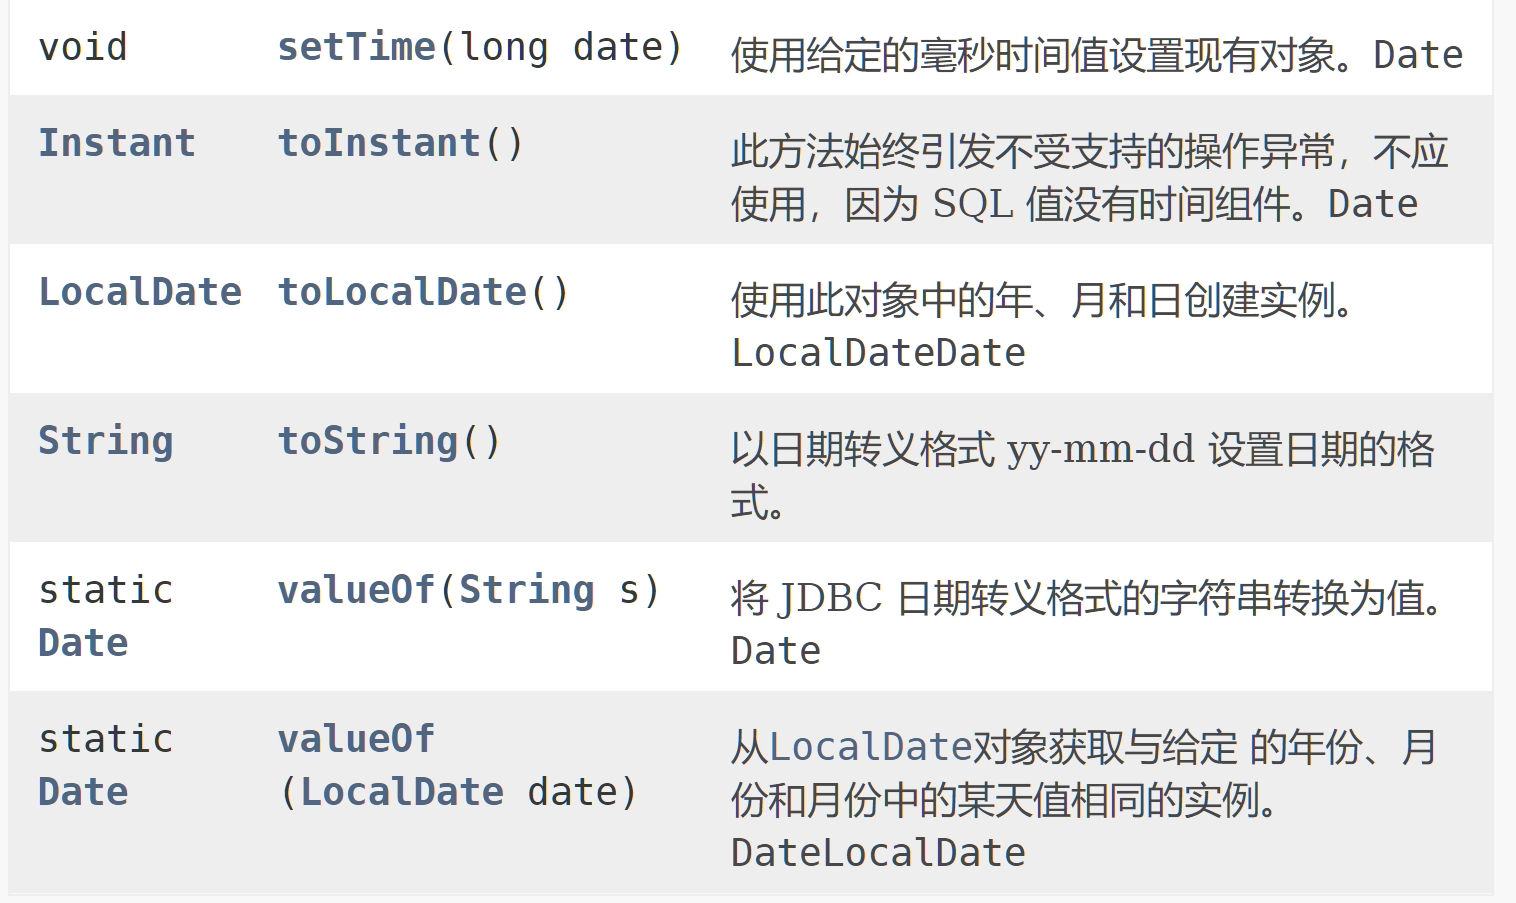 void setTime(long date) 使用给定的毫秒时间值设置现有对象。Date
Instant toInstant() 此方法始终引发不受支持的操作异常，不应
使用，因为 SQL 值没有时间组件。Date
LocalDate toLocalDate() 使用此对象中的年、月和日创建实例。
LocalDateDate
String toString() 以日期转义格式 yy-mm-dd 设置日期的格
式。
static valueOf(String s) 将 JDBC 日期转义格式的字符串转换为值。
Date Date
static valueOf 从LocalDate对象获取与给定 的年份、月
Date (LocalDate date) 份和月份中的某天值相同的实例。
DateLocalDate